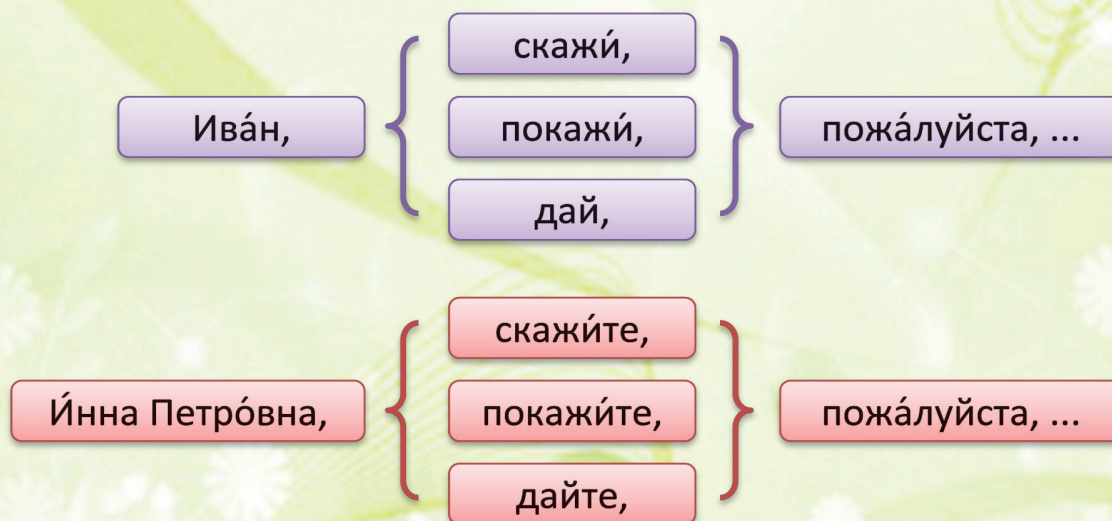 скажи́,
Ива́н,
покажи́,
пожа́луйста, ...
дай,
скажи́те,
И́нна Петро́вна,
покажи́те,
пожа́луйста, ...
дайте,